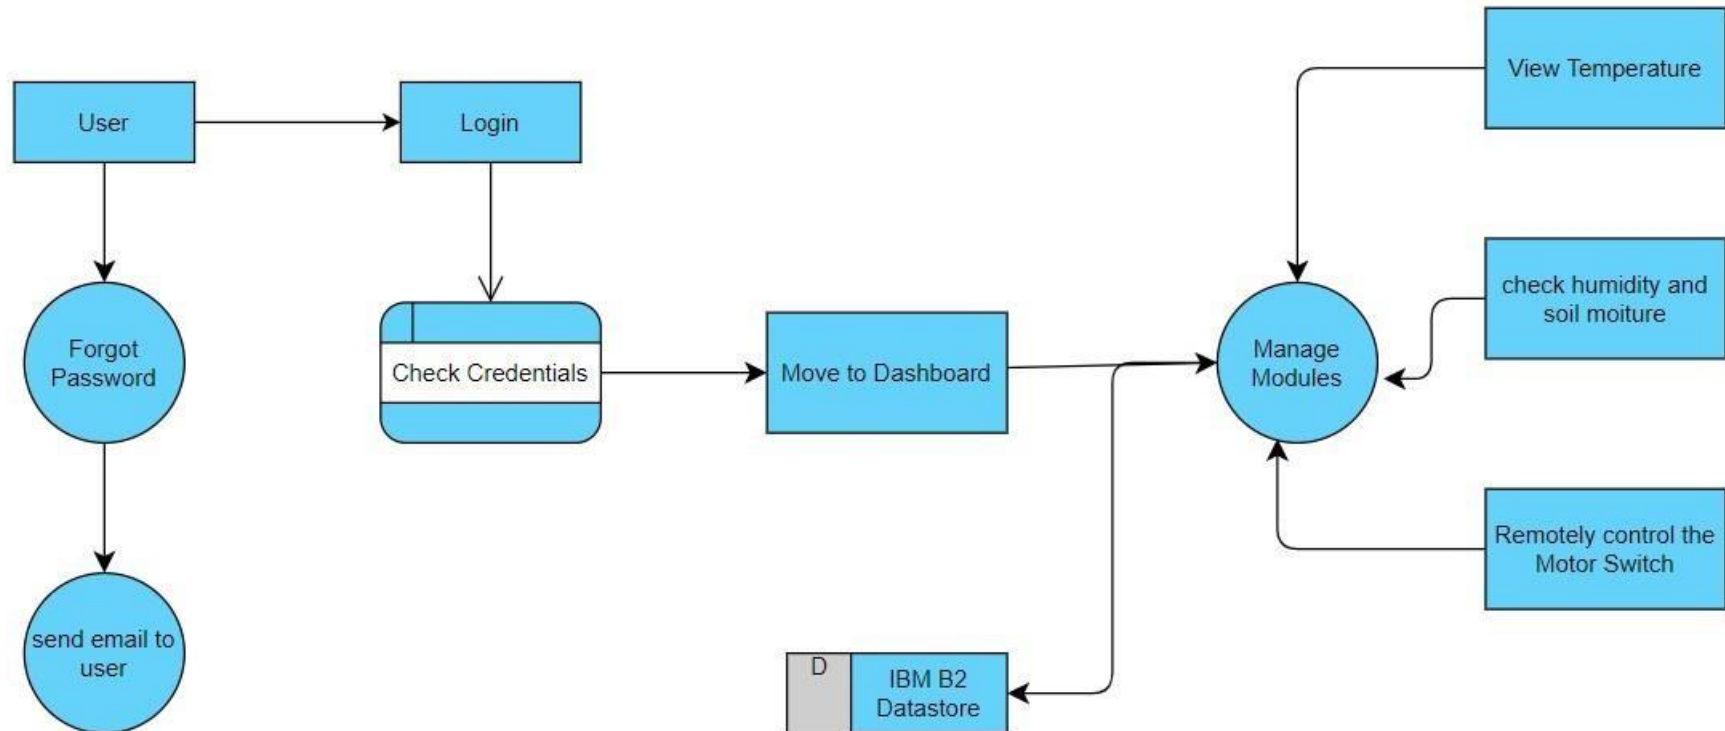 User
Login
View Temperature
Forgot
Password
Check Credentials
Move to Dashboard
Manage
Modules
check humidity and
soil moiture
Remotely control the
Motor Switch
send email to
user
D
IBM B2
Datastore